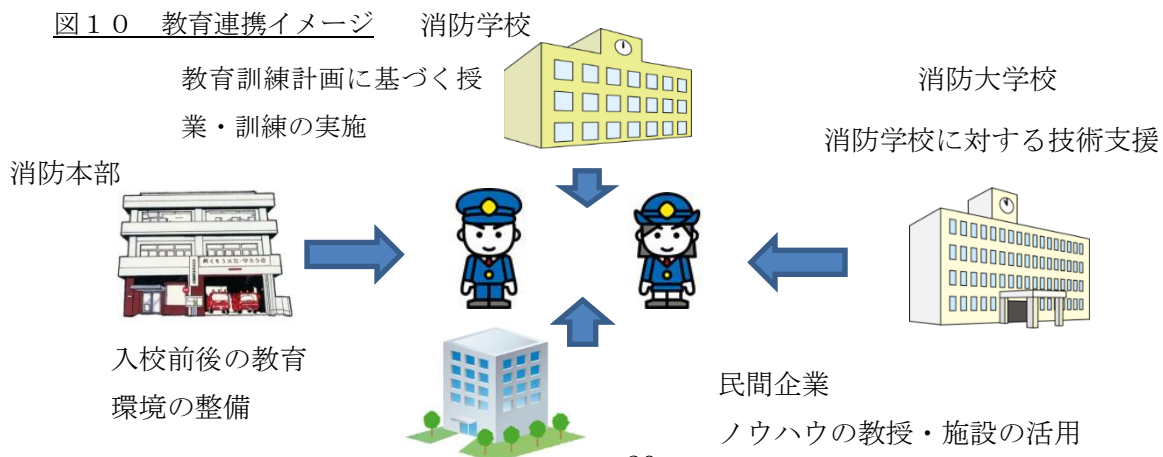 図１０　教育連携イメージ
消防学校
教育訓練計画に基づく授
業・訓練の実施
消防大学校
消防学校に対する技術支援
消防本部
入校前後の教育
環境の整備
民間企業
ノウハウの教授・施設の活用